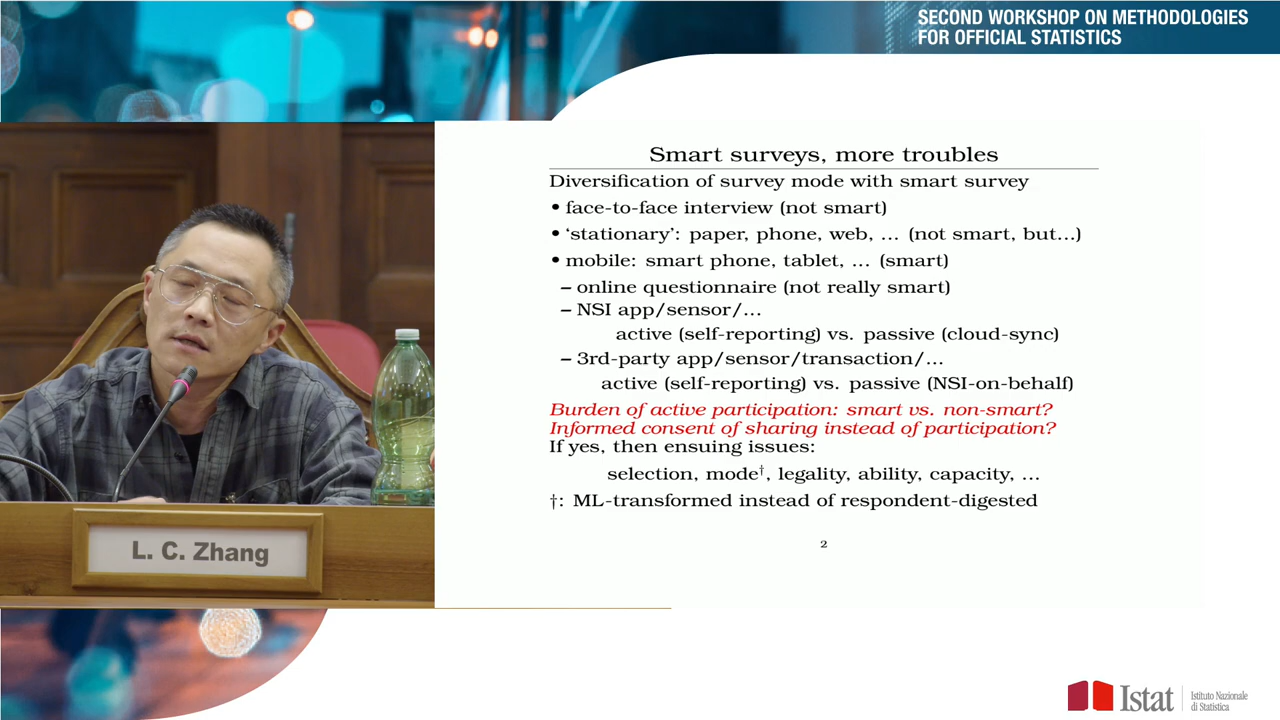 SECOND WORKSHOP ON METHODOLOGIES
FOR OFFICIAL STATISTICS
Smart surveys, more troubles
Diversification of survey mode with smart survey
• face-to-face interview (not smart)
• ‘stationary’: paper, phone, web, ... (not smart, but...)
• mobile: smart phone, tablet, ... (smart)
– online questionnaire (not really smart)
– NSI app/sensor/...
active (self-reporting) vs. passive (cloud-sync)
– 3rd-party app/sensor/transaction/...
active (self-reporting) vs. passive (NSI-on-behalf)
Burden of active participation: smart vs. non-smart?
Informed consent of sharing instead of participation?
If yes, then ensuing issues:
selection, mode†, legality, ability, capacity, ...
†: ML-transformed instead of respondent-digested
2
L. C. Zhang
Istat
Istituto Nazionale
di Statistica